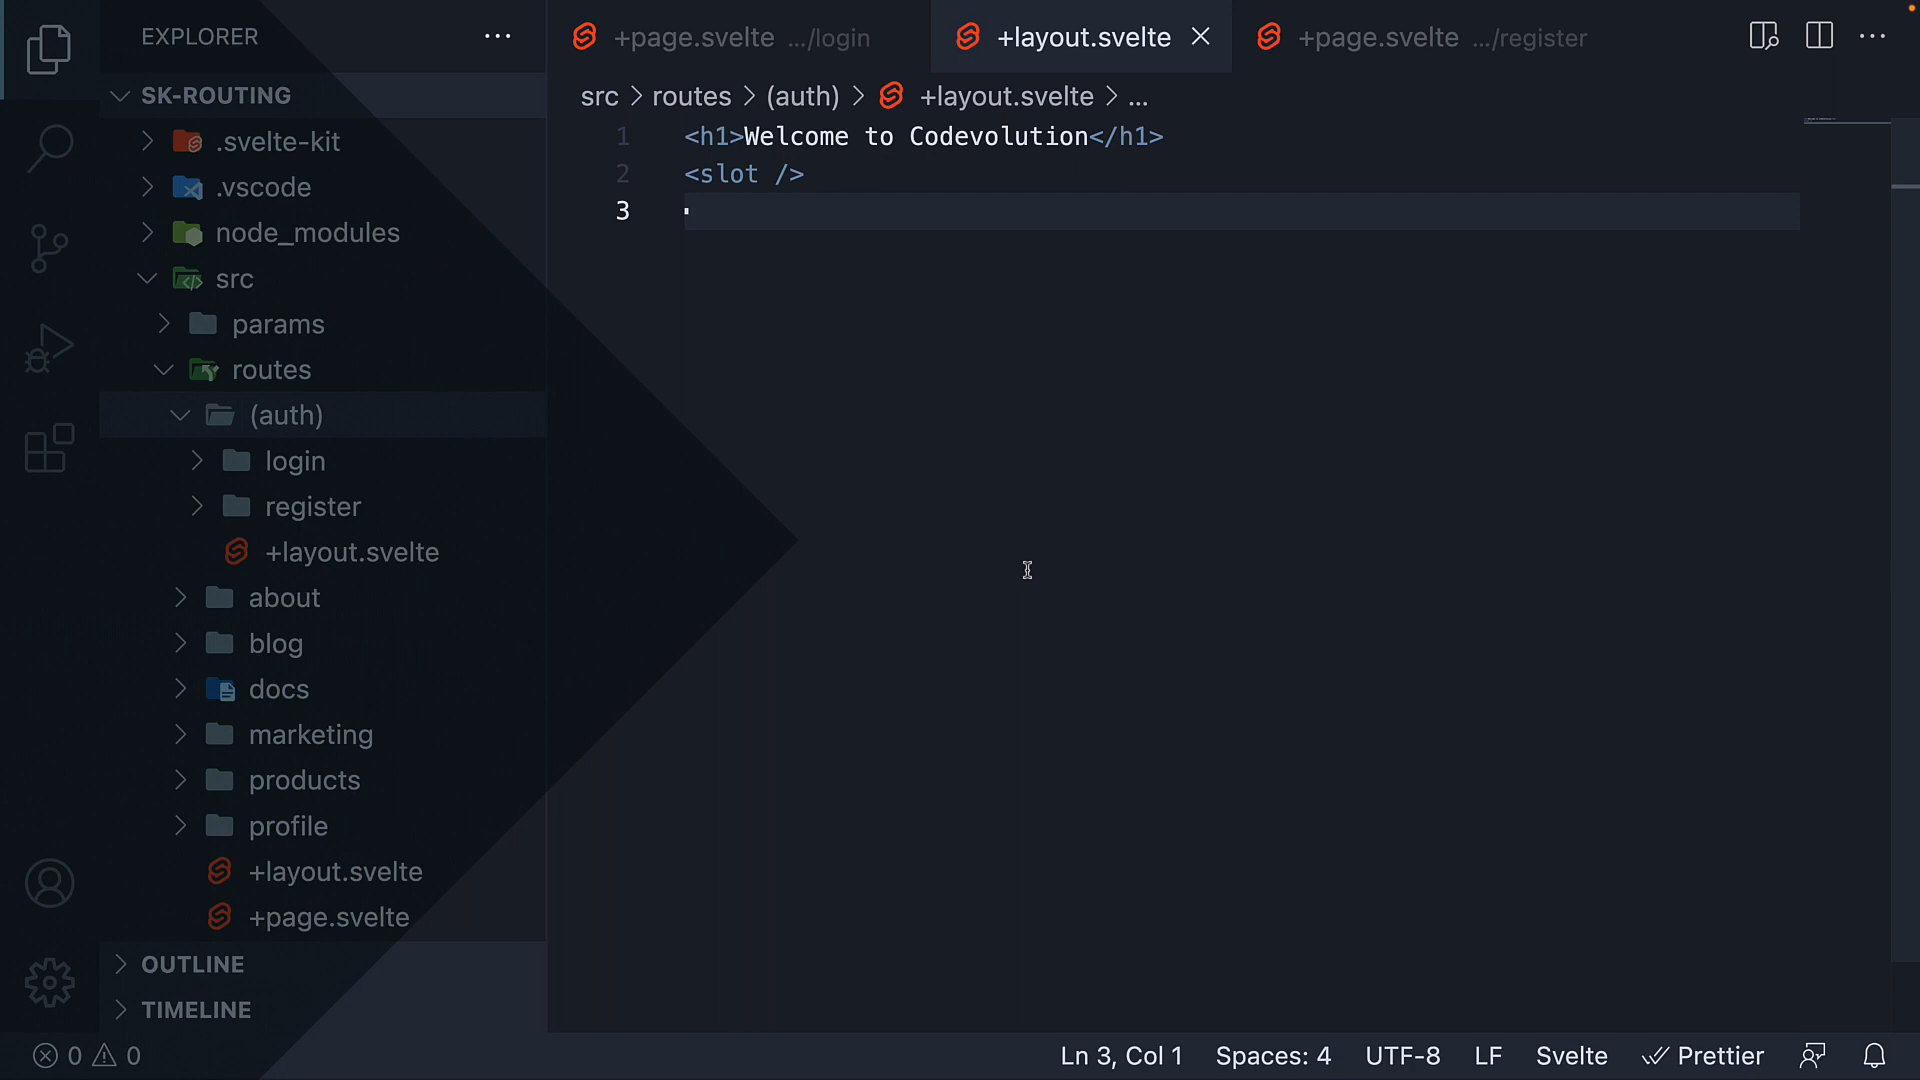 EXPLORER
SK-ROUTING
.svelte-kit
.vscode
node_modules
src
params
routes
(auth)
login
register
+layout.svelte
about
blog
docs
marketing
products
profile
+layout.svelte
+page.svelte
OUTLINE
TIMELINE
+page.svelte .../login
+layout.svelte
+page.svelte .../register
src > routes > (auth) > +layout.svelte > ...
1 <h1>Welcome to Codevolution</h1>
2 <slot />
3
0 0
Ln 3, Col 1 Spaces: 4 UTF-8 LF Svelte Prettier